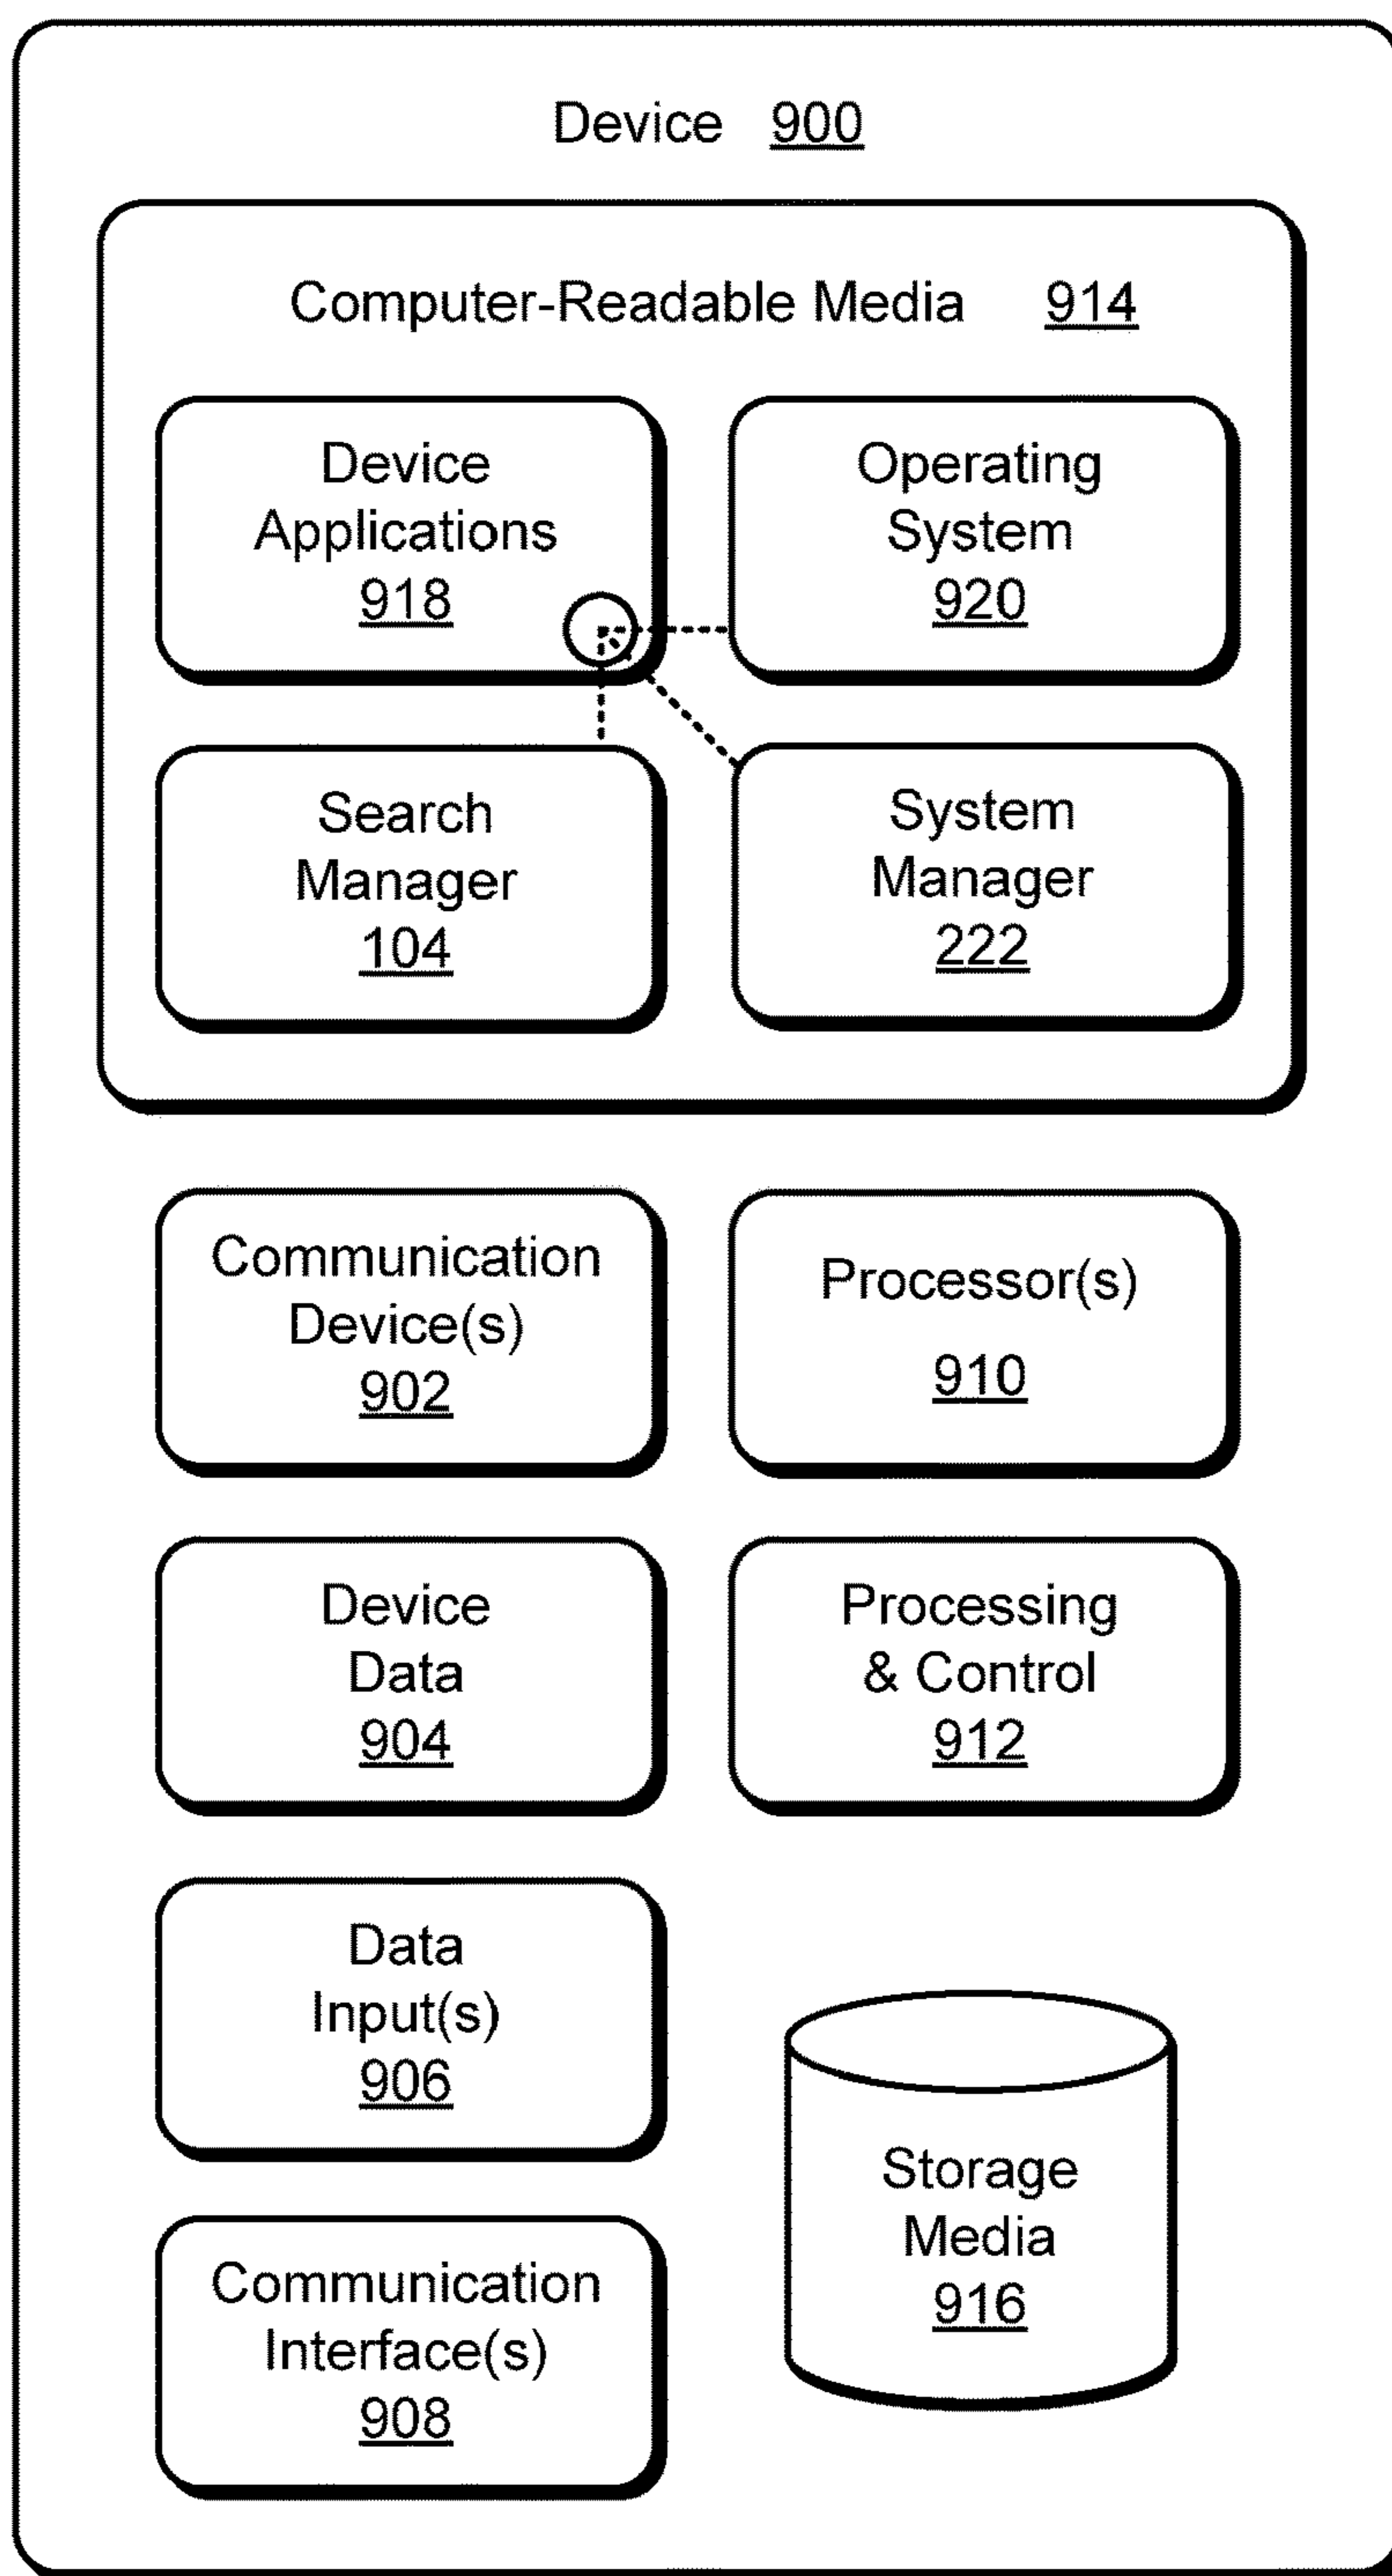 Device 900
Computer-Readable Media 914
Device
Applications
918
Operating
System
920
Search
Manager
104
System
Manager
222
Communication
Device(s)
902
Processor(s)
910
Device
Data
904
Processing
& Control
912
Data
Input(s)
906
Storage
Media
916
Communication
Interface(s)
908